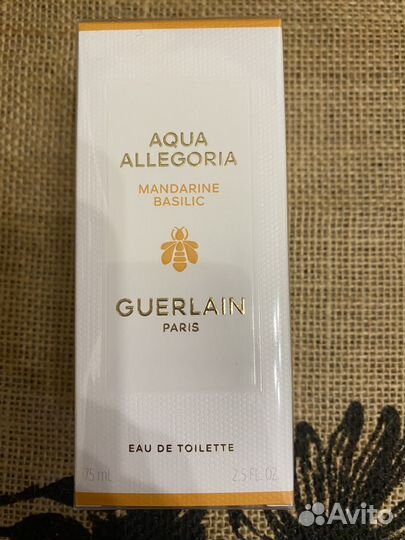 AQUA
ALLEGORIA
MANDARINE
BASILIC
GUERLAIN
PARIS
EAU DE TOILETTE
75 mL 2.5 FL. OZ.
Avito